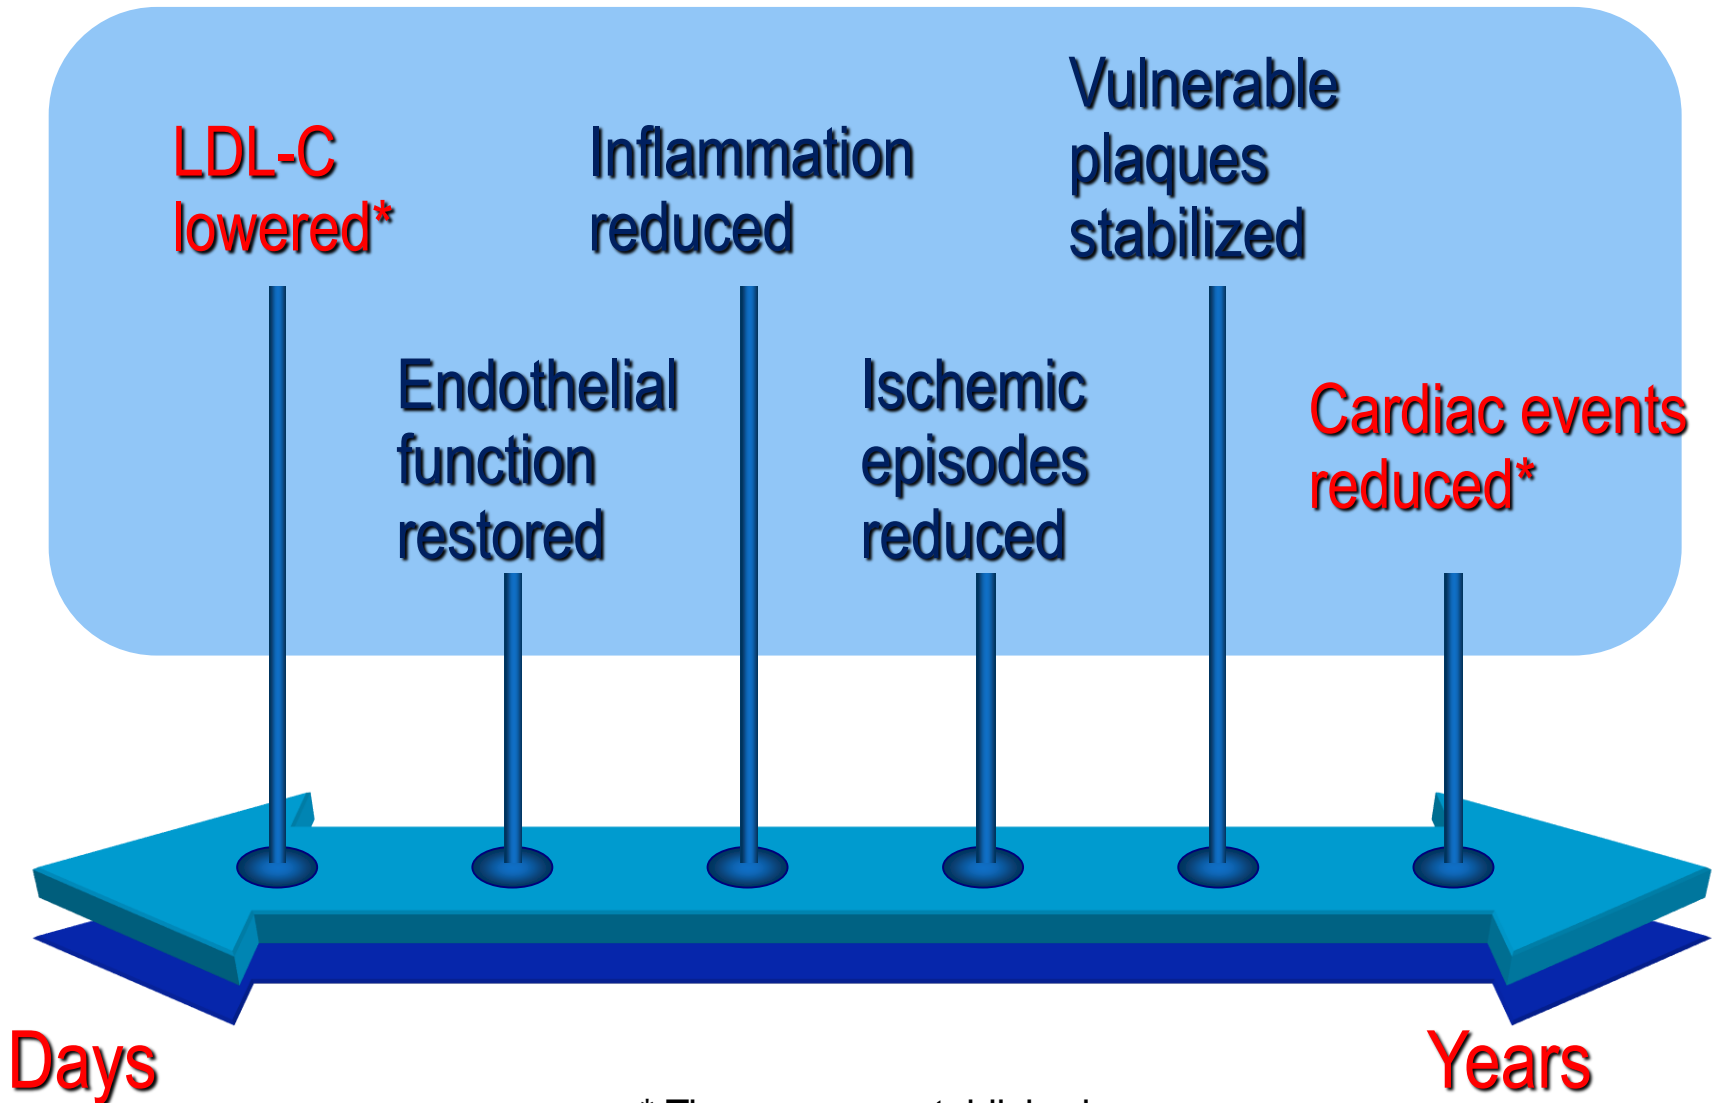 LDL-C
lowered*
Endothelial
function
restored
Inflammation
reduced
Ischemic
episodes
reduced
Vulnerable
plaques
stabilized
Cardiac events
reduced*
Days
Years
*